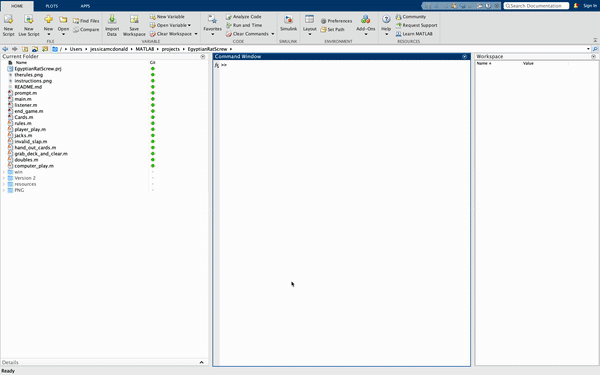 HOME PLOTS APPS Search Documentation Sign In
New Script New Live Script New Open Find Files Compare Import Data Save Workspace New Variable Open Variable Clear Workspace Favorites Analyze Code Run and Time Clear Commands Simulink Layout Preferences Set Path Add-Ons Help Community Request Support Learn MATLAB
FILE VARIABLE CODE SIMULINK ENVIRONMENT RESOURCES
/ Users jessicamcdonald MATLAB projects EgyptianRatScrew
Current Folder Command Window Workspace
Name Git fx >> Name Value
EgyptianRatScrew.prj
therules.png
instructions.png
README.md
prompt.m
main.m
listener.m
end_game.m
Cards.m
rules.m
player_play.m
jacks.m
invalid_slap.m
hand_out_cards.m
grab_deck_and_clear.m
doubles.m
computer_play.m
win
Version 2
resources
PNG
Details
Ready